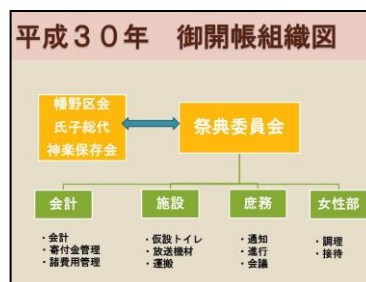 平成３０年　御開帳組織図
幡野区会
氏子総代
神楽保存会
祭典委員会
会計
施設
庶務
女性部
・会計
・寄付金管理
・諸費用管理
・仮設トイレ
・放送機材
・運搬
・通知
・進行
・会議
・調理
・接待